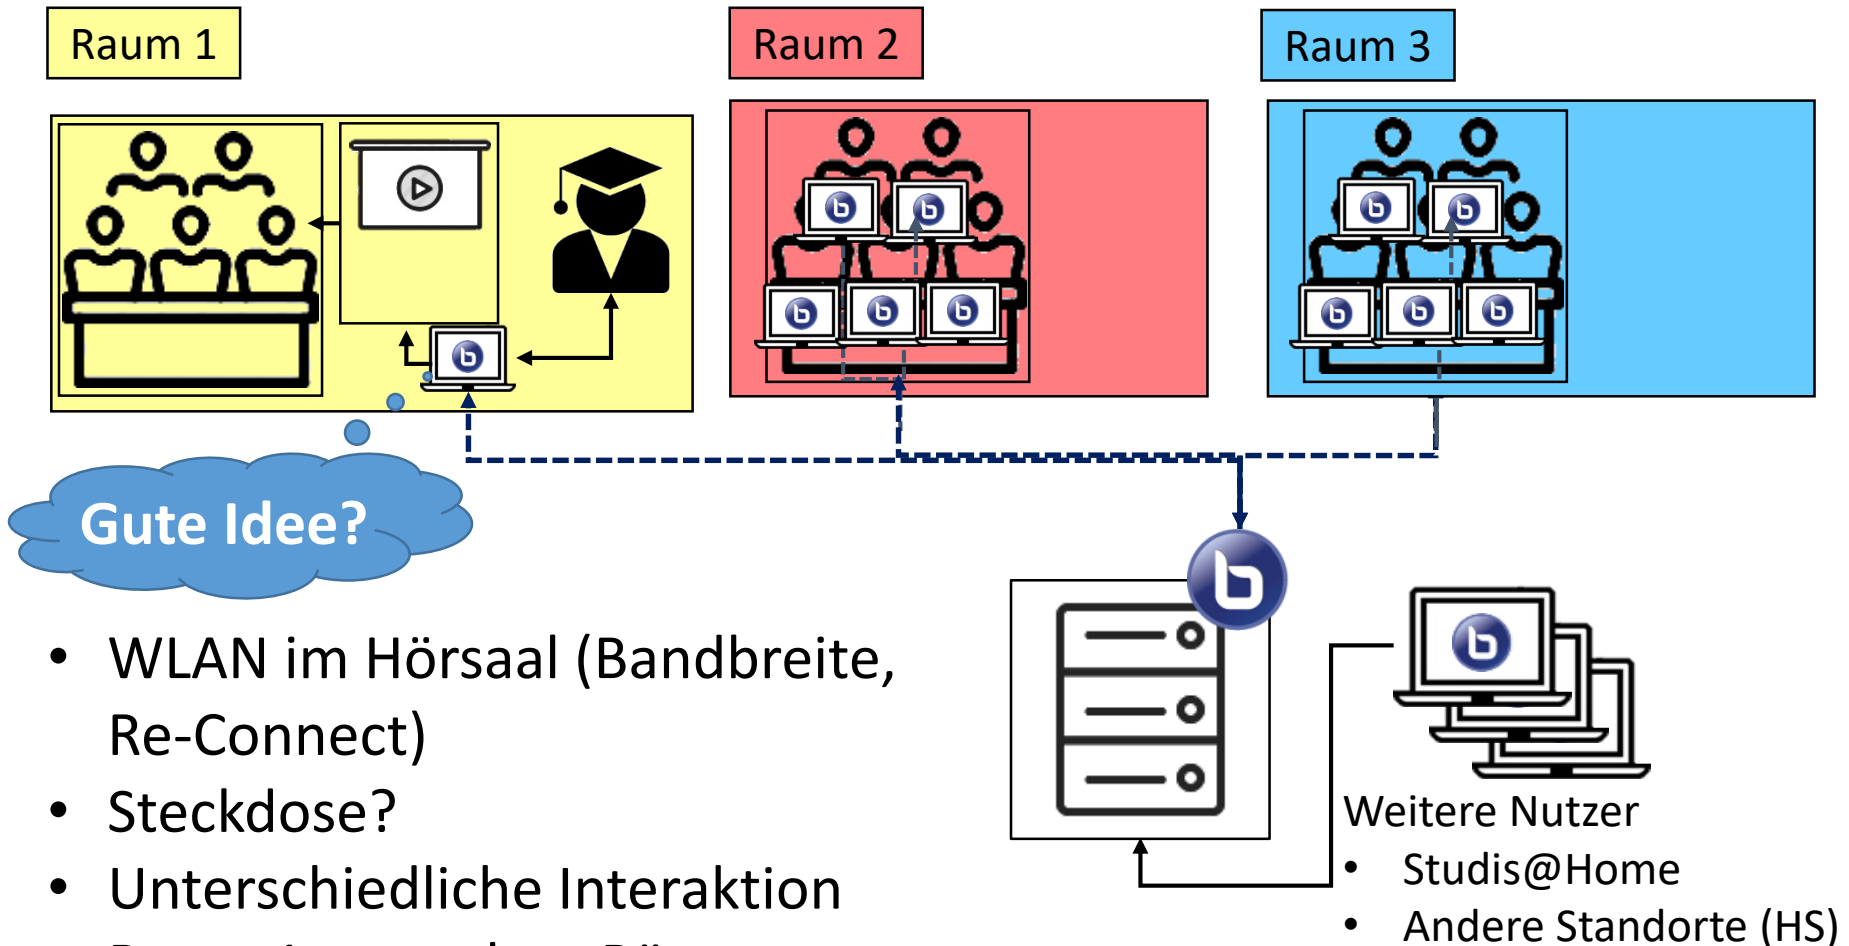 Raum 1
Raum 2
Raum 3
Gute Idee?
• WLAN im Hörsaal (Bandbreite,
Re-Connect)
• Steckdose?
• Unterschiedliche Interaktion
Weitere Nutzer
• Studis@Home
• Andere Standorte (HS)